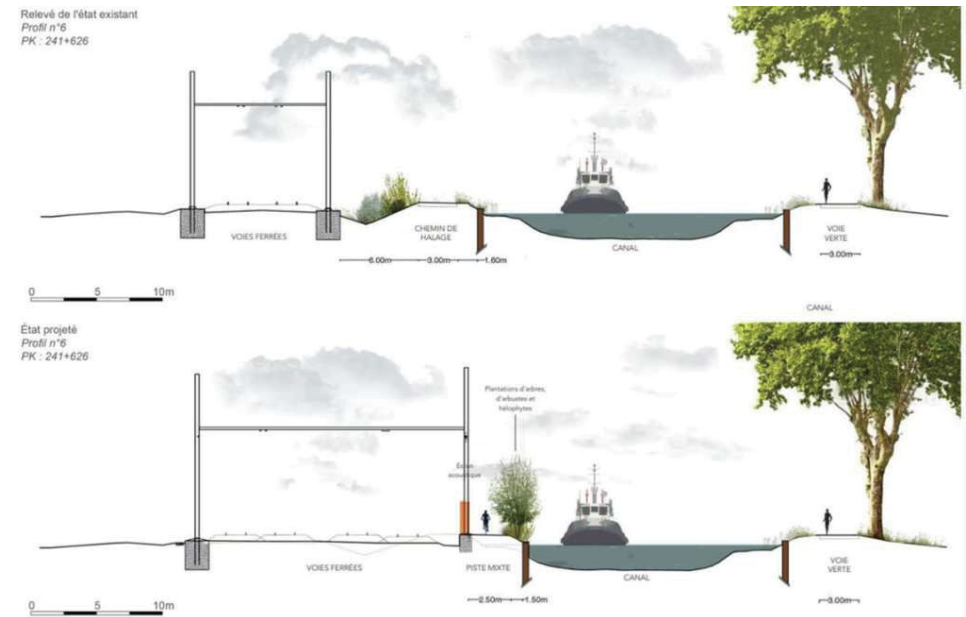 Relevé de l'état existant
Profil n°6
PK : 241+626
VOIES FERRÉES
CHEMIN DE
HALAGE
CANAL
VOIE
VERTE
6.00m
3.00m
1.60m
3.00m
0 5 10m
CANAL
État projeté
Profil n°6
PK : 241+626
Plantations d'arbres,
d'arbustes et
hélophytes
Écran
acoustique
VOIES FERRÉES
PISTE MIXTE
CANAL
VOIE
VERTE
2.50m
1.50m
3.00m
0 5 10m